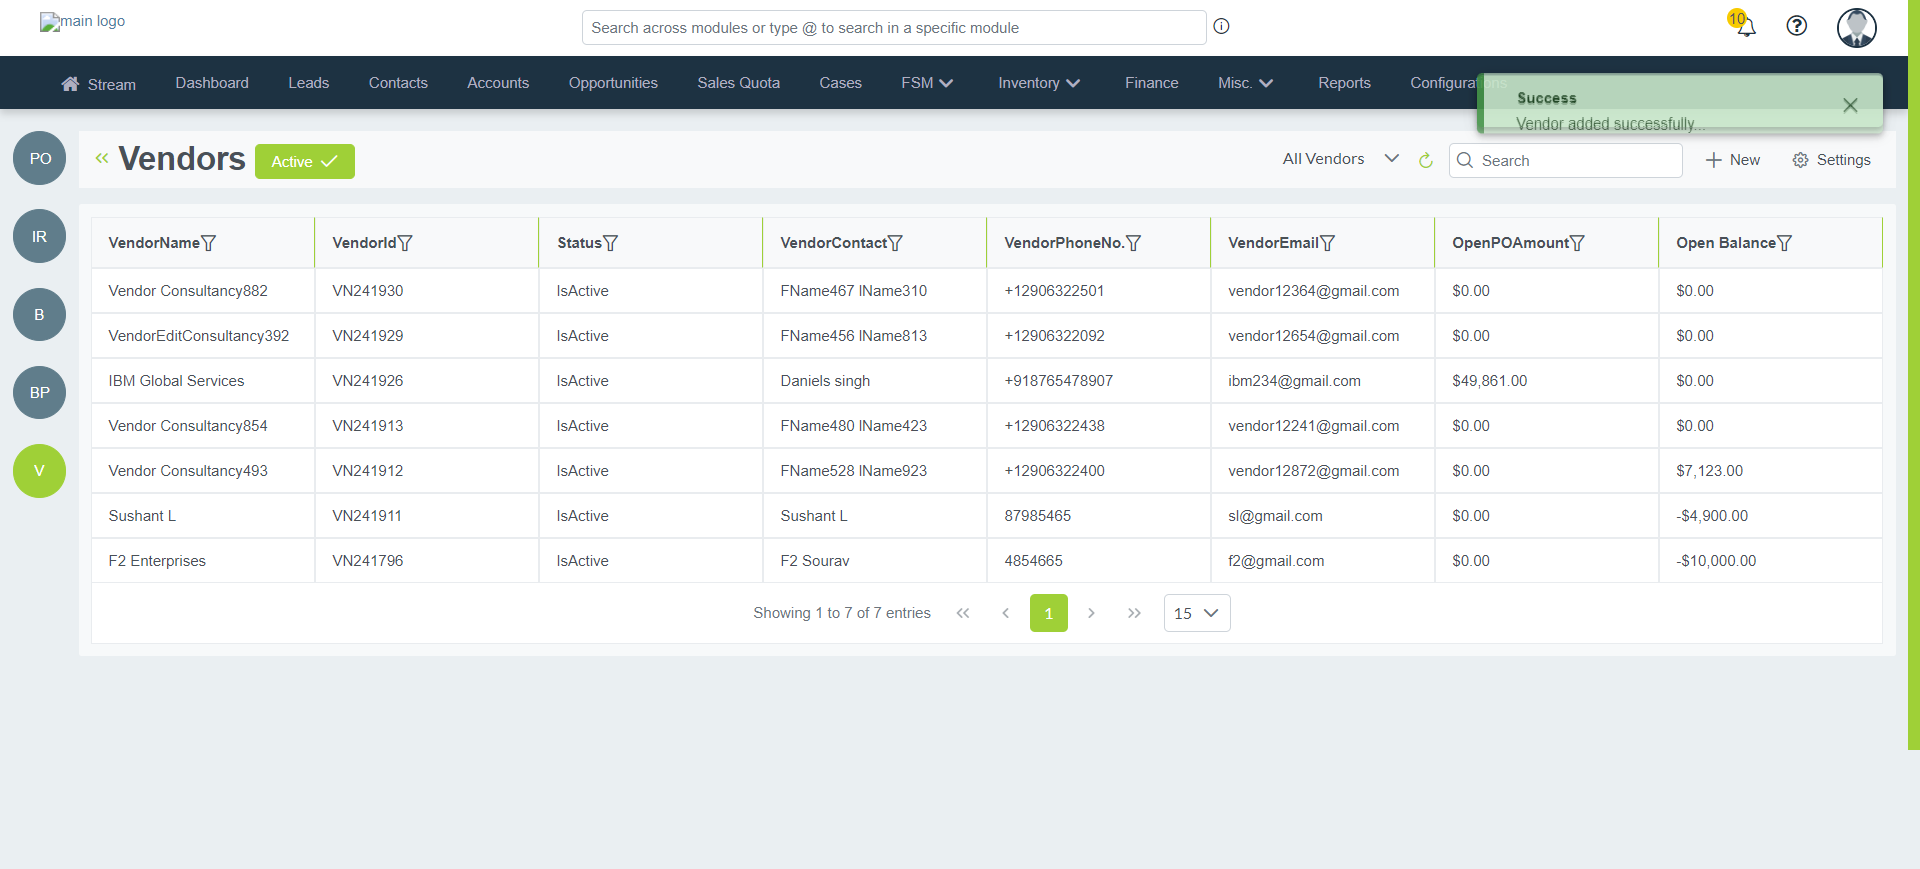 main logo
Search across modules or type @ to search in a specific module
10
Stream Dashboard Leads Contacts Accounts Opportunities Sales Quota Cases FSM Inventory Finance Misc. Reports Configurations
Success
Vendor added successfully...
PO
IR
B
BP
V
Vendors Active All Vendors Search New Settings
VendorName VendorId Status VendorContact VendorPhoneNo. VendorEmail OpenPOAmount Open Balance
Vendor Consultancy882 VN241930 IsActive FName467 lName310 +12906322501 vendor12364@gmail.com $0.00 $0.00
VendorEditConsultancy392 VN241929 IsActive FName456 lName813 +12906322092 vendor12654@gmail.com $0.00 $0.00
IBM Global Services VN241926 IsActive Daniels singh +918765478907 ibm234@gmail.com $49,861.00 $0.00
Vendor Consultancy854 VN241913 IsActive FName480 lName423 +12906322438 vendor12241@gmail.com $0.00 $0.00
Vendor Consultancy493 VN241912 IsActive FName528 lName923 +12906322400 vendor12872@gmail.com $0.00 $7,123.00
Sushant L VN241911 IsActive Sushant L 87985465 sl@gmail.com $0.00 -$4,900.00
F2 Enterprises VN241796 IsActive F2 Sourav 4854665 f2@gmail.com $0.00 -$10,000.00
Showing 1 to 7 of 7 entries 1 15